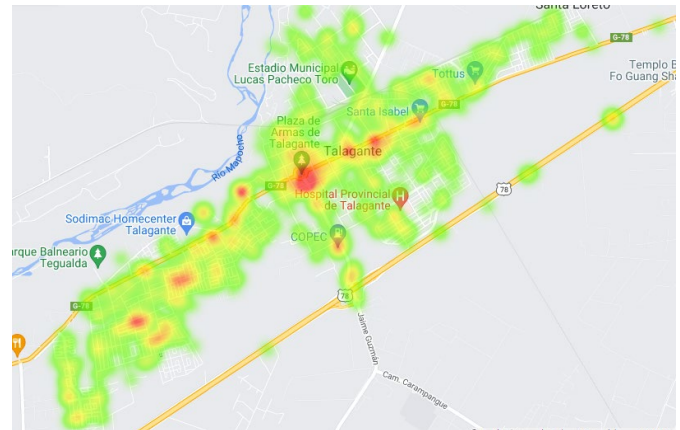 Santa Loreto
G-78
Estadio Municipal
Lucas Pacheco Toro
Tottus
Templo B
Fo Guang Sha
Santa Isabel
G-78
Plaza de
Armas de
Talagante
Talagante
Río Mapocho
G-78
78
Hospital Provincial
de Talagante
Sodimac Homecenter
Talagante
COPEC
arque Balneario
Tegualda
78
G-78
Jaime Guzmán
Cam. Carampangue